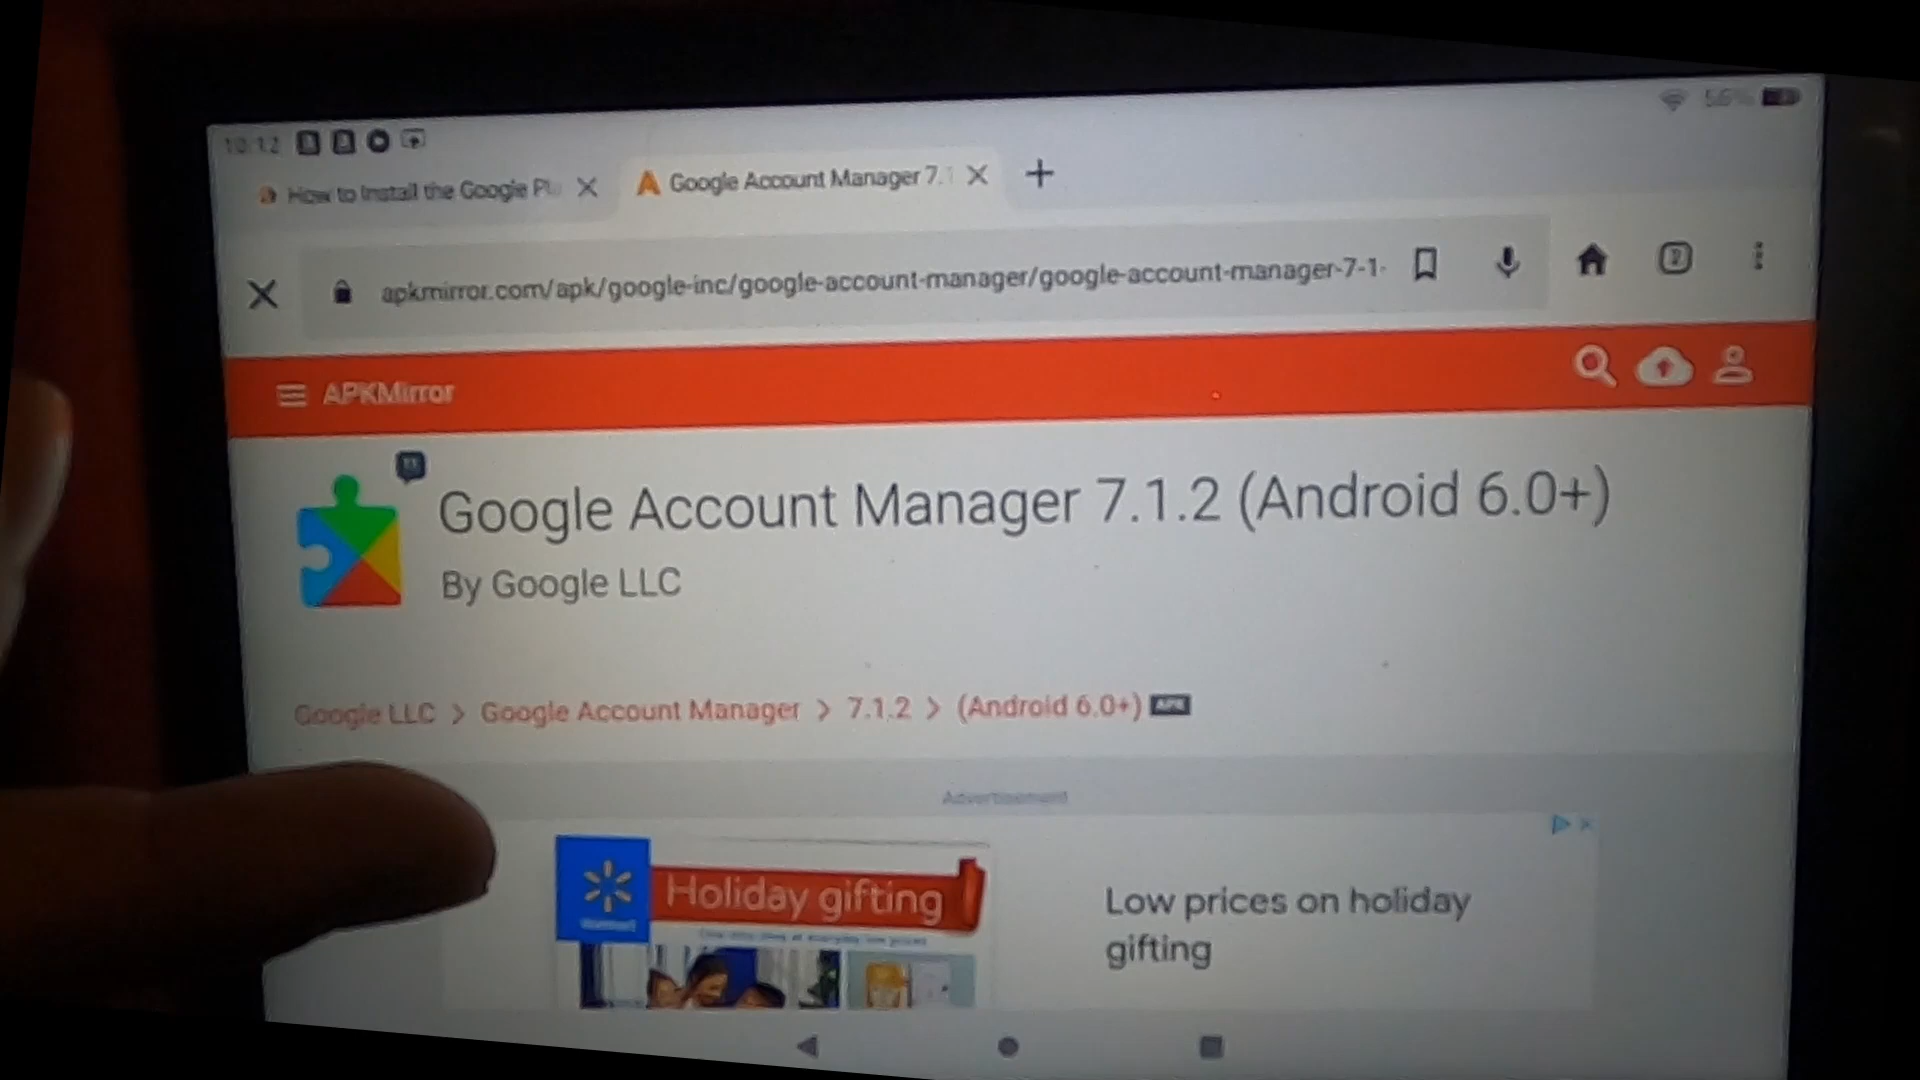 10:12
56%
How to Install the Google Pl
Google Account Manager 7.1
apkmirror.com/apk/google-inc/google-account-manager/google-account-manager-7-1-
2
APKMirror
Google Account Manager 7.1.2 (Android 6.0+)
By Google LLC
Google LLC > Google Account Manager > 7.1.2 > (Android 6.0+) APK
Advertisement
Walmart
Holiday gifting
Low prices on holiday
gifting